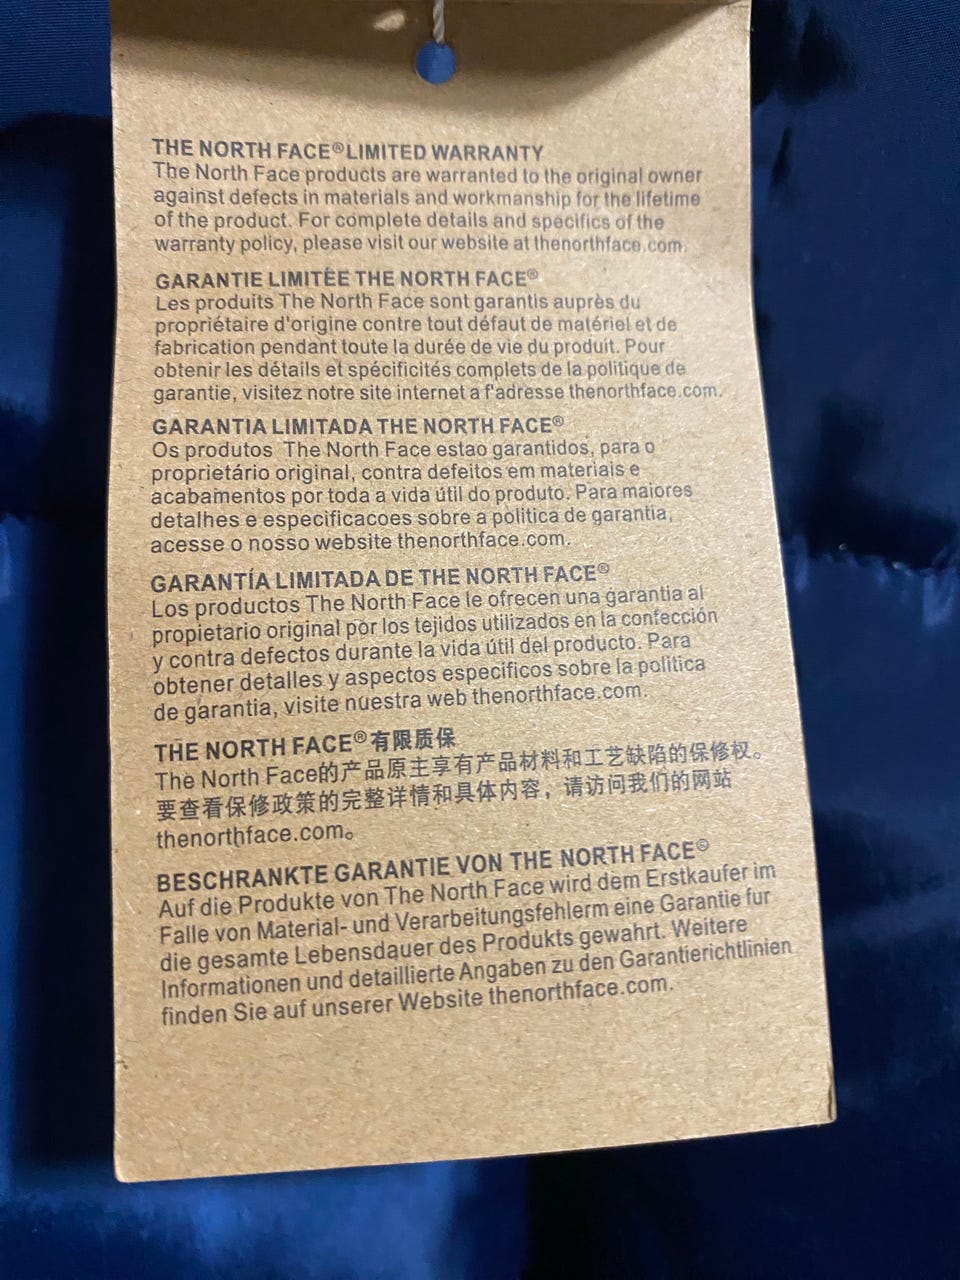 THE NORTH FACE® LIMITED WARRANTY
The North Face products are warranted to the original owner
against defects in materials and workmanship for the lifetime
of the product. For complete details and specifics of the
warranty policy, please visit our website at thenorthface.com.
GARANTIE LIMITÉE THE NORTH FACE®
Les produits The North Face sont garantis auprès du
propriétaire d'origine contre tout défaut de matériel et de
fabrication pendant toute la durée de vie du produit. Pour
obtenir les détails et spécificités complets de la politique de
garantie, visitez notre site internet a f'adresse thenorthface.com.
GARANTIA LIMITADA THE NORTH FACE®
Os produtos The North Face estao garantidos, para o
proprietário original, contra defeitos em materiais e
acabamentos por toda a vida útil do produto. Para maiores
detalhes e especificacoes sobre a politica de garantia,
acesse o nosso website thenorthface.com.
GARANTÍA LIMITADA DE THE NORTH FACE®
Los productos The North Face le ofrecen una garantia al
propietario original por los tejidos utilizados en la confección
y contra defectos durante la vida útil del producto. Para
obtener detalles y aspectos especificos sobre la politica
de garantia, visite nuestra web thenorthface.com.
THE NORTH FACE® 有限质保
The North Face的产品原主享有产品材料和工艺缺陷的保修权。
要查看保修政策的完整详情和具体内容，请访问我们的网站
thenorthface.com。
BESCHRANKTE GARANTIE VON THE NORTH FACE®
Auf die Produkte von The North Face wird dem Erstkaufer im
Falle von Material- und Verarbeitungsfehlerm eine Garantie fur
die gesamte Lebensdauer des Produkts gewahrt. Weitere
Informationen und detaillierte Angaben zu den Garantierichtlinien
finden Sie auf unserer Website thenorthface.com.